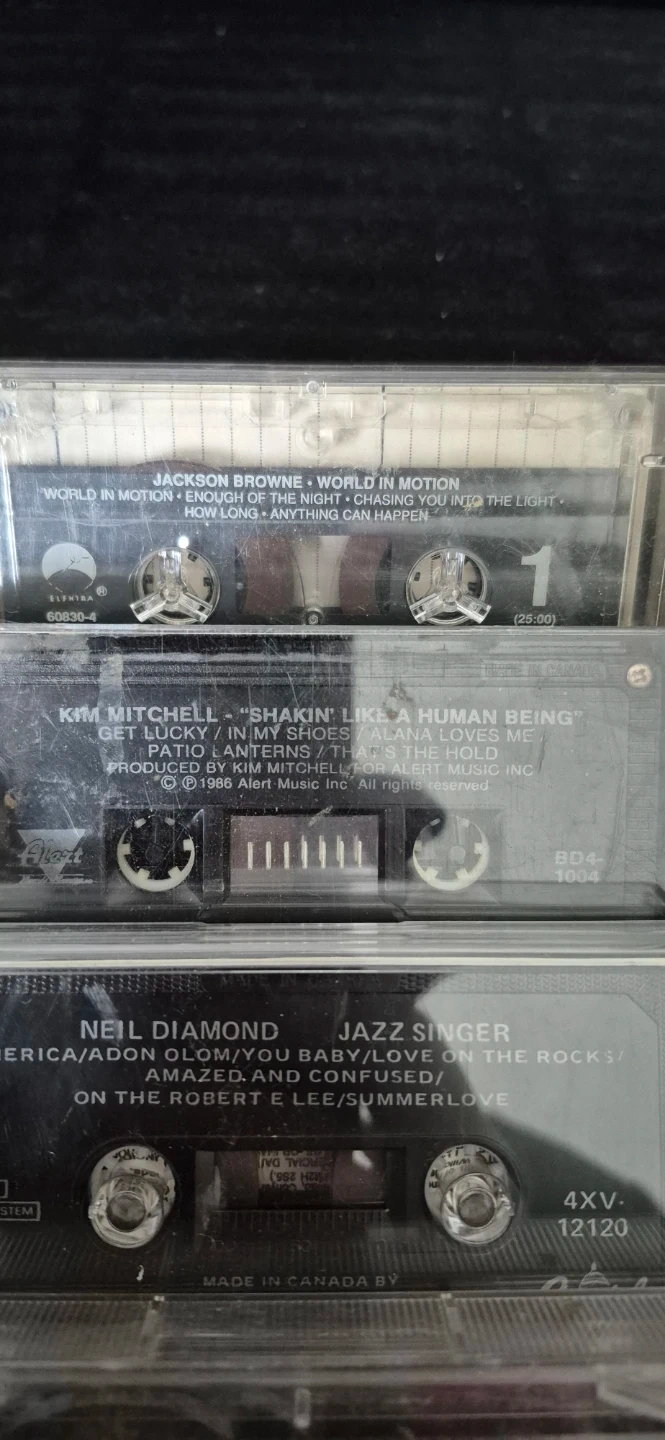 JACKSON BROWNE • WORLD IN MOTION
WORLD IN MOTION • ENOUGH OF THE NIGHT • CHASING YOU INTO THE LIGHT •
HOW LONG • ANYTHING CAN HAPPEN
ELEKTRA ®
60830-4
1
(25:00)
MADE IN CANADA
KIM MITCHELL - "SHAKIN' LIKE A HUMAN BEING"
GET LUCKY / IN MY SHOES / ALANA LOVES ME
PATIO LANTERNS / THAT'S THE HOLD
PRODUCED BY KIM MITCHELL FOR ALERT MUSIC INC
© ℗ 1986 Alert Music Inc All rights reserved
Alert
BD4-
1004
NEIL DIAMOND JAZZ SINGER
ERICA/ADON OLOM/YOU BABY/LOVE ON THE ROCKS/
AMAZED AND CONFUSED/
ON THE ROBERT E LEE/SUMMERLOVE
STEM
4XV-
12120
MADE IN CANADA BY